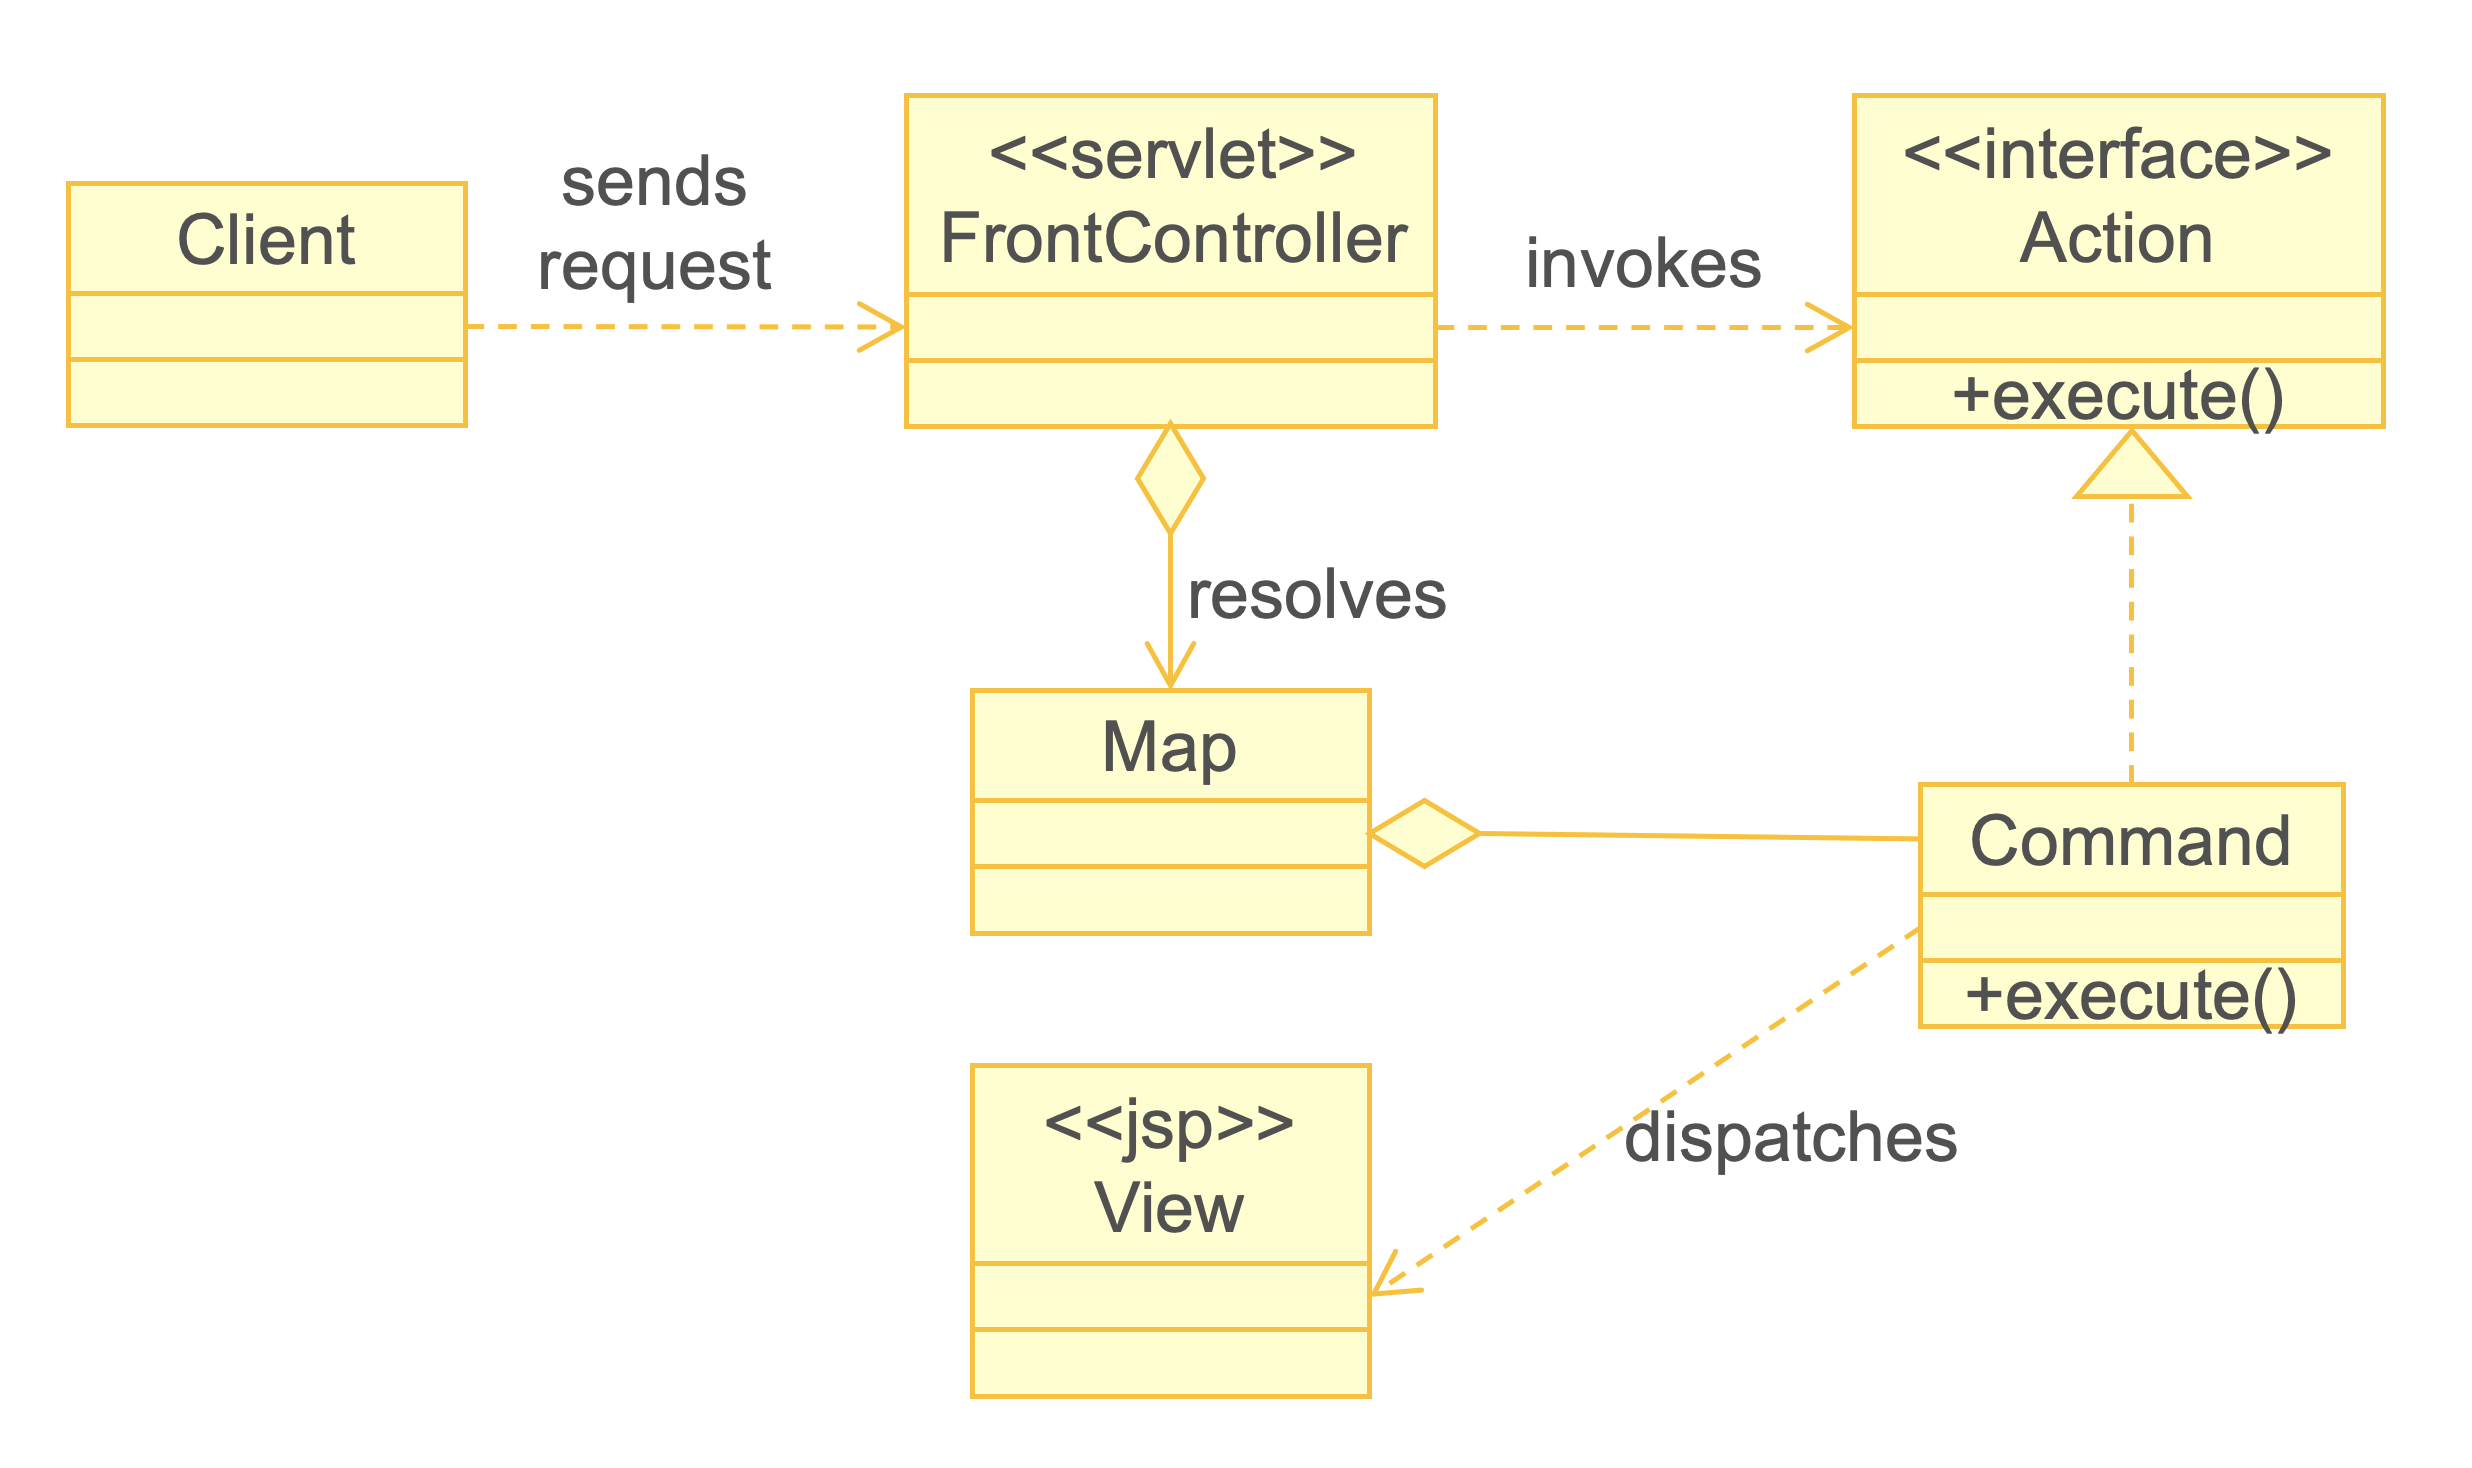 Client
sends
request
<<servlet>>
FrontController
invokes
<<interface>>
Action
+execute()
resolves
Map
Command
+execute()
dispatches
<<jsp>>
View